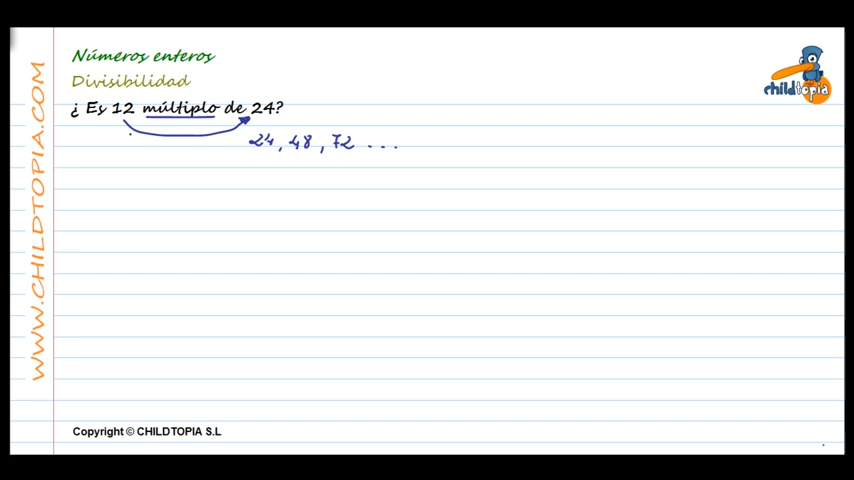 Números enteros
Divisibilidad
¿ Es 12 múltiplo de 24?
24, 48, 72 ...
childtopia
WWW.CHILDTOPIA.COM
Copyright © CHILDTOPIA S.L